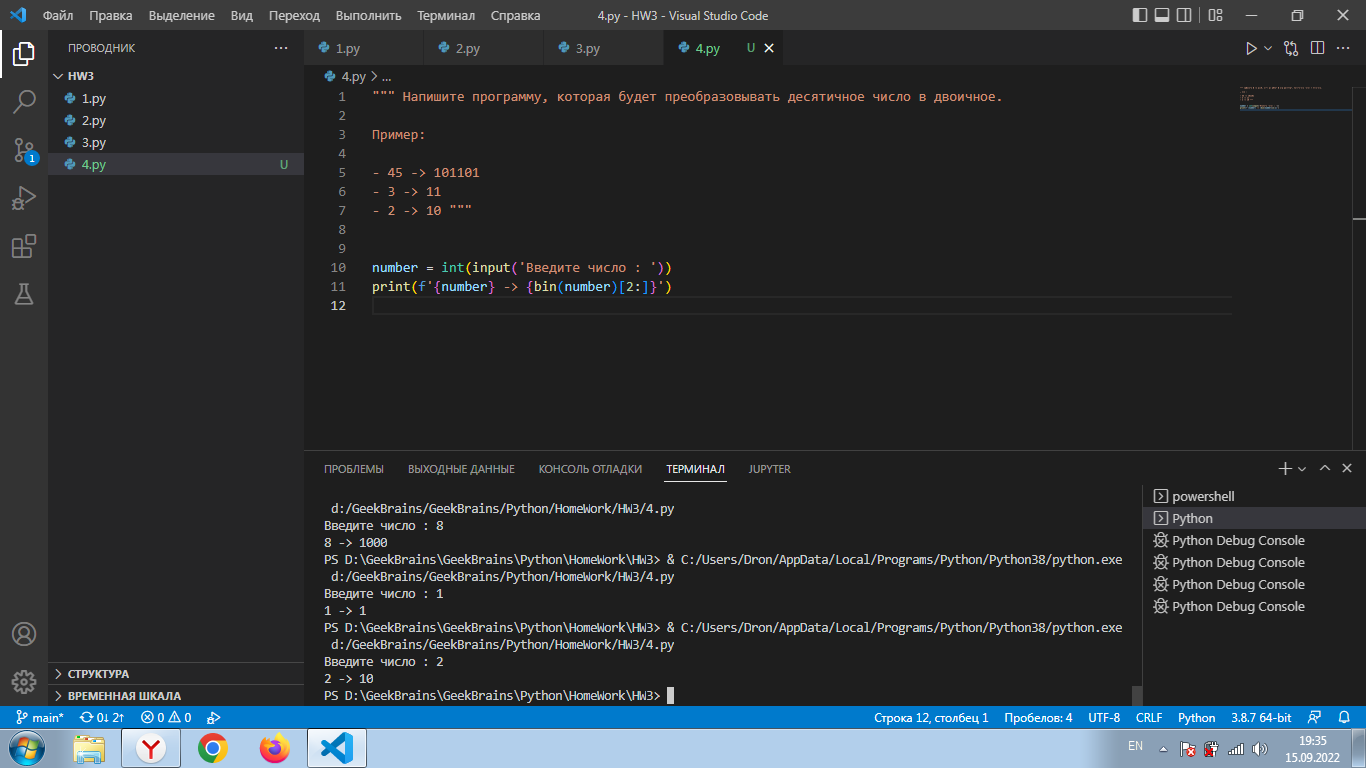 Файл Правка Выделение Вид Переход Выполнить Терминал Справка 4.py - HW3 - Visual Studio Code
ПРОВОДНИК
HW3
1.py
2.py
3.py
4.py U
СТРУКТУРА
ВРЕМЕННАЯ ШКАЛА
1.py 2.py 3.py 4.py U
4.py > ...
1 """ Напишите программу, которая будет преобразовывать десятичное число в двоичное.
2
3 Пример:
4
5 - 45 -> 101101
6 - 3 -> 11
7 - 2 -> 10 """
8
9
10 number = int(input('Введите число : '))
11 print(f'{number} -> {bin(number)[2:]}')
12
ПРОБЛЕМЫ ВЫХОДНЫЕ ДАННЫЕ КОНСОЛЬ ОТЛАДКИ ТЕРМИНАЛ JUPYTER
d:/GeekBrains/GeekBrains/Python/HomeWork/HW3/4.py
Введите число : 8
8 -> 1000
PS D:\GeekBrains\GeekBrains\Python\HomeWork\HW3> & C:/Users/Dron/AppData/Local/Programs/Python/Python38/python.exe
d:/GeekBrains/GeekBrains/Python/HomeWork/HW3/4.py
Введите число : 1
1 -> 1
PS D:\GeekBrains\GeekBrains\Python\HomeWork\HW3> & C:/Users/Dron/AppData/Local/Programs/Python/Python38/python.exe
d:/GeekBrains/GeekBrains/Python/HomeWork/HW3/4.py
Введите число : 2
2 -> 10
PS D:\GeekBrains\GeekBrains\Python\HomeWork\HW3>
powershell
Python
Python Debug Console
Python Debug Console
Python Debug Console
Python Debug Console
1
main* 0↓ 2↑ 0 0 Строка 12, столбец 1 Пробелов: 4 UTF-8 CRLF Python 3.8.7 64-bit
EN 19:35
15.09.2022